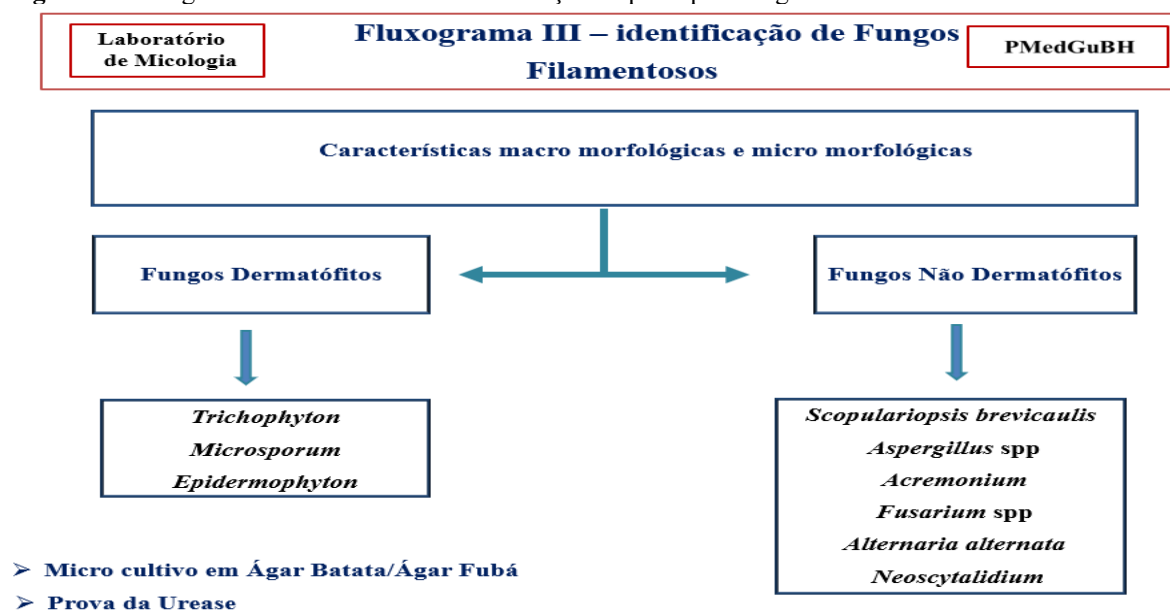 Laboratório
de Micologia
Fluxograma III – identificação de Fungos
Filamentosos
PMedGuBH
Características macro morfológicas e micro morfológicas
Fungos Dermatófitos
Fungos Não Dermatófitos
Trichophyton
Microsporum
Epidermophyton
Scopulariopsis brevicaulis
Aspergillus spp
Acremonium
Fusarium spp
Alternaria alternata
Neoscytalidium
➢ Micro cultivo em Ágar Batata/Ágar Fubá
➢ Prova da Urease